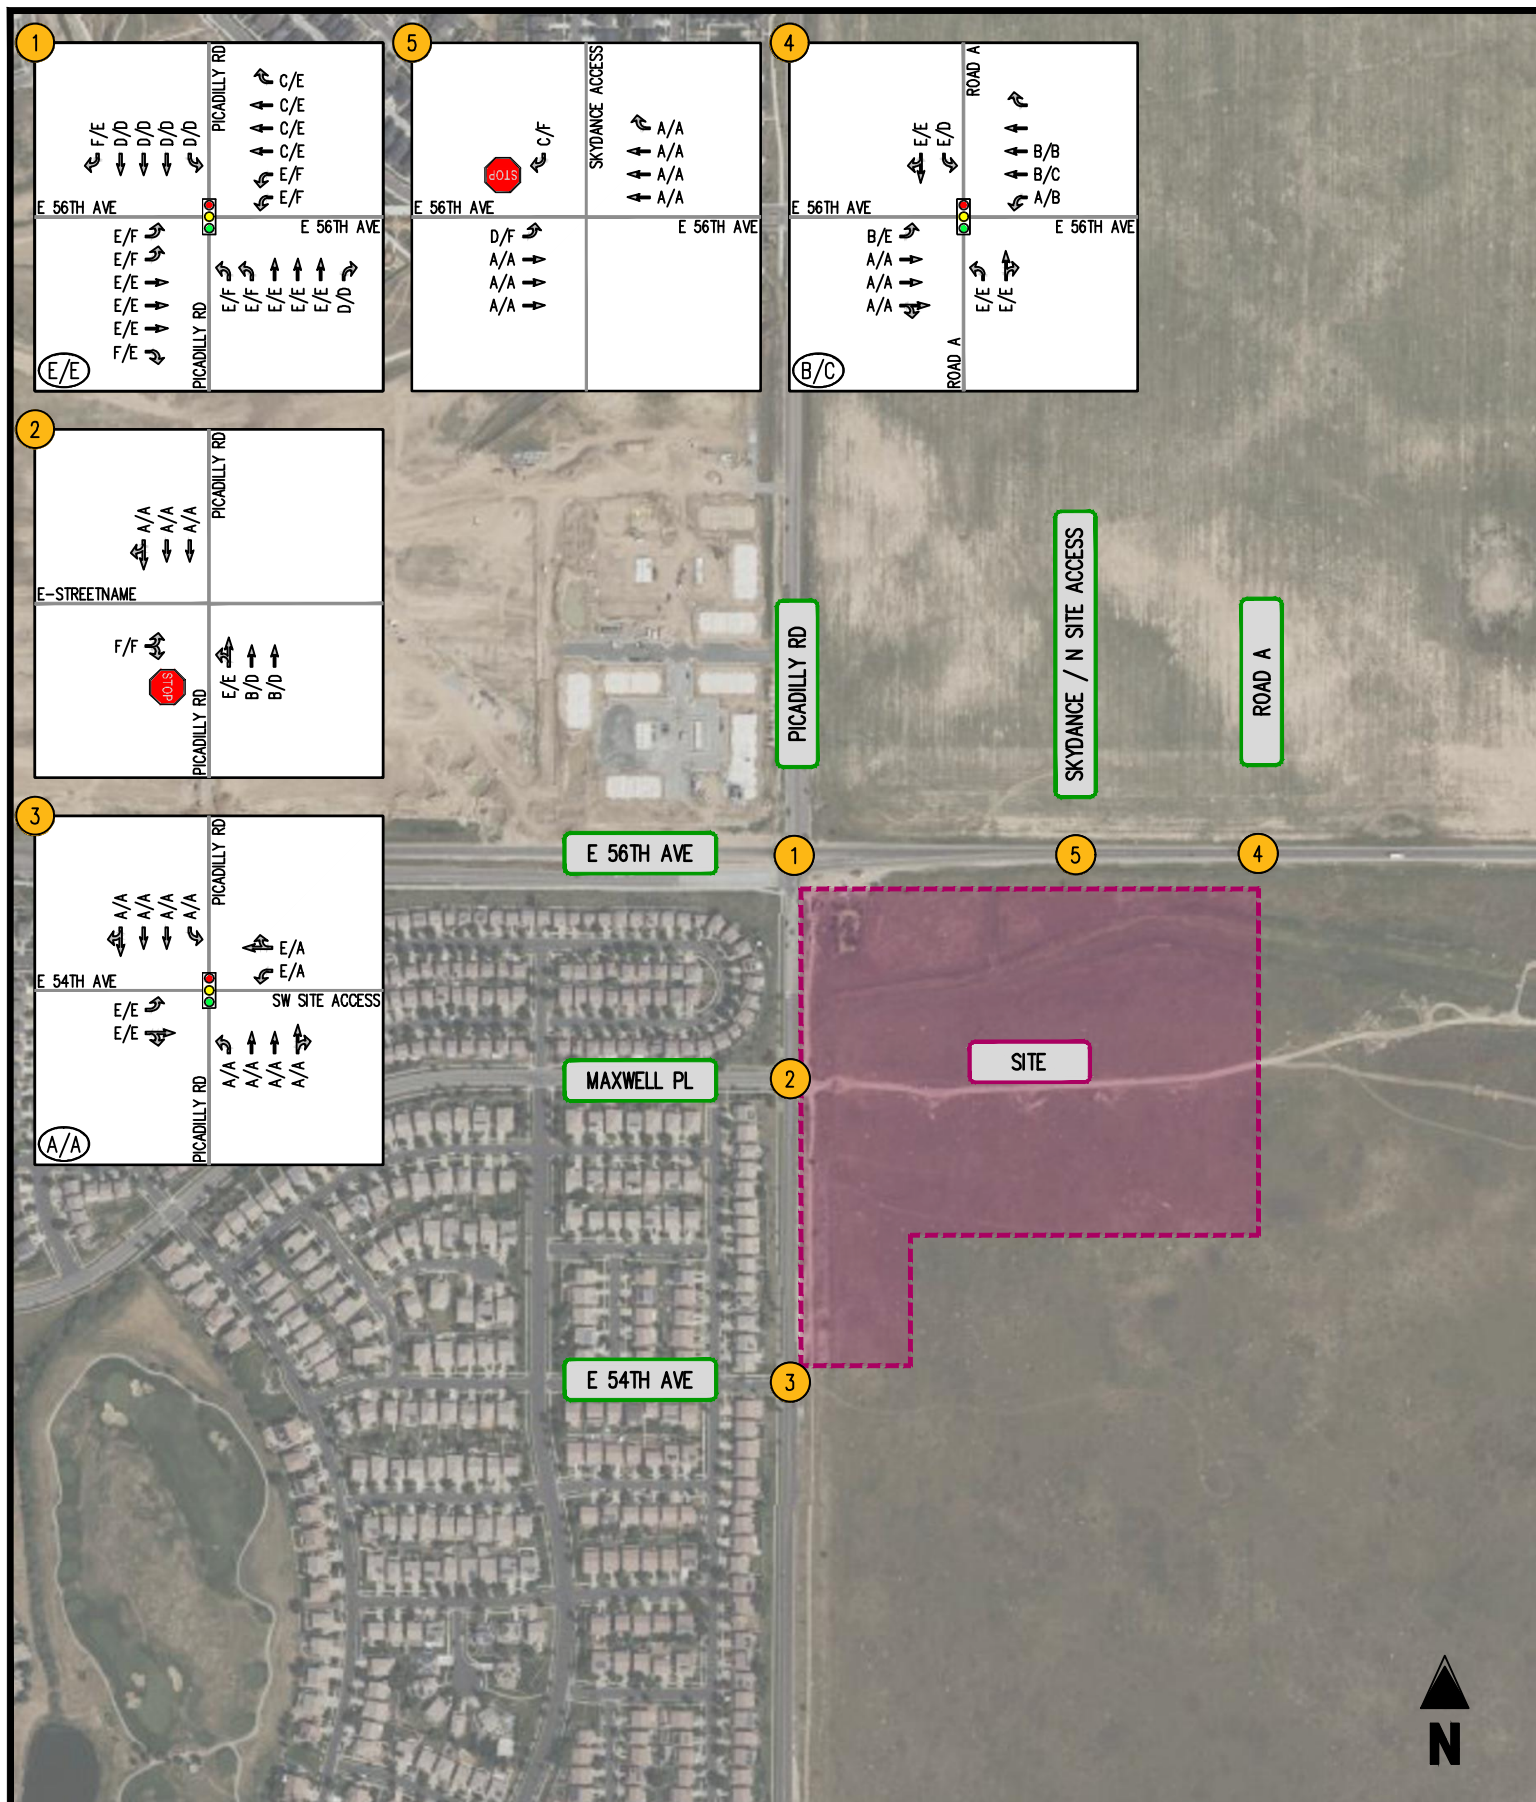 1
PICADILLY RD
C/E
C/E
C/E
C/E
E/F
E/F
F/E
D/D
D/D
D/D
D/D
E 56TH AVE
E 56TH AVE
E/F
E/F
E/E
E/E
E/E
F/E
E/F
E/F
E/E
E/E
E/E
D/D
PICADILLY RD
E/E
5
SKYDANCE ACCESS
C/F
STOP
A/A
A/A
A/A
A/A
E 56TH AVE
E 56TH AVE
D/F
A/A
A/A
A/A
4
ROAD A
E/E
E/D
B/B
B/C
A/B
E 56TH AVE
E 56TH AVE
B/E
A/A
A/A
A/A
E/E
E/E
ROAD A
B/C
2
PICADILLY RD
A/A
A/A
A/A
E-STREETNAME
F/F
STOP
E/E
B/D
B/D
PICADILLY RD
3
PICADILLY RD
A/A
A/A
A/A
A/A
E/A
E/A
E 54TH AVE
SW SITE ACCESS
E/E
E/E
A/A
A/A
A/A
A/A
PICADILLY RD
A/A
PICADILLY RD
SKYDANCE / N SITE ACCESS
ROAD A
E 56TH AVE
1
5
4
MAXWELL PL
2
SITE
E 54TH AVE
3
N